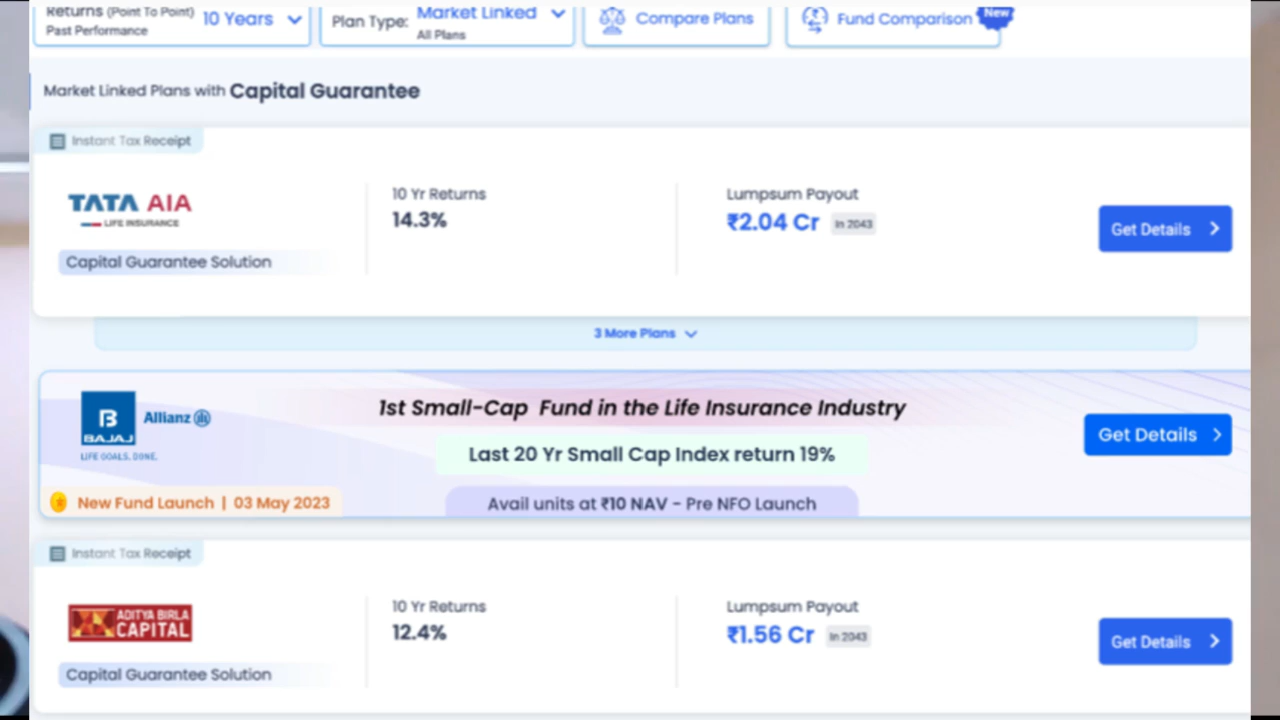 Returns (Point To Point) 10 Years
Past Performance
Plan Type: Market Linked
All Plans
Compare Plans
Fund Comparison
New
Market Linked Plans with Capital Guarantee
Instant Tax Receipt
TATA AIA
LIFE INSURANCE
Capital Guarantee Solution
10 Yr Returns
14.3%
Lumpsum Payout
₹2.04 Cr In 2043
Get Details
3 More Plans
B
BAJAJ
Allianz
LIFE GOALS. DONE.
1st Small-Cap Fund in the Life Insurance Industry
Last 20 Yr Small Cap Index return 19%
Get Details
New Fund Launch | 03 May 2023
Avail units at ₹10 NAV - Pre NFO Launch
Instant Tax Receipt
ADITYA BIRLA
CAPITAL
Capital Guarantee Solution
10 Yr Returns
12.4%
Lumpsum Payout
₹1.56 Cr In 2043
Get Details